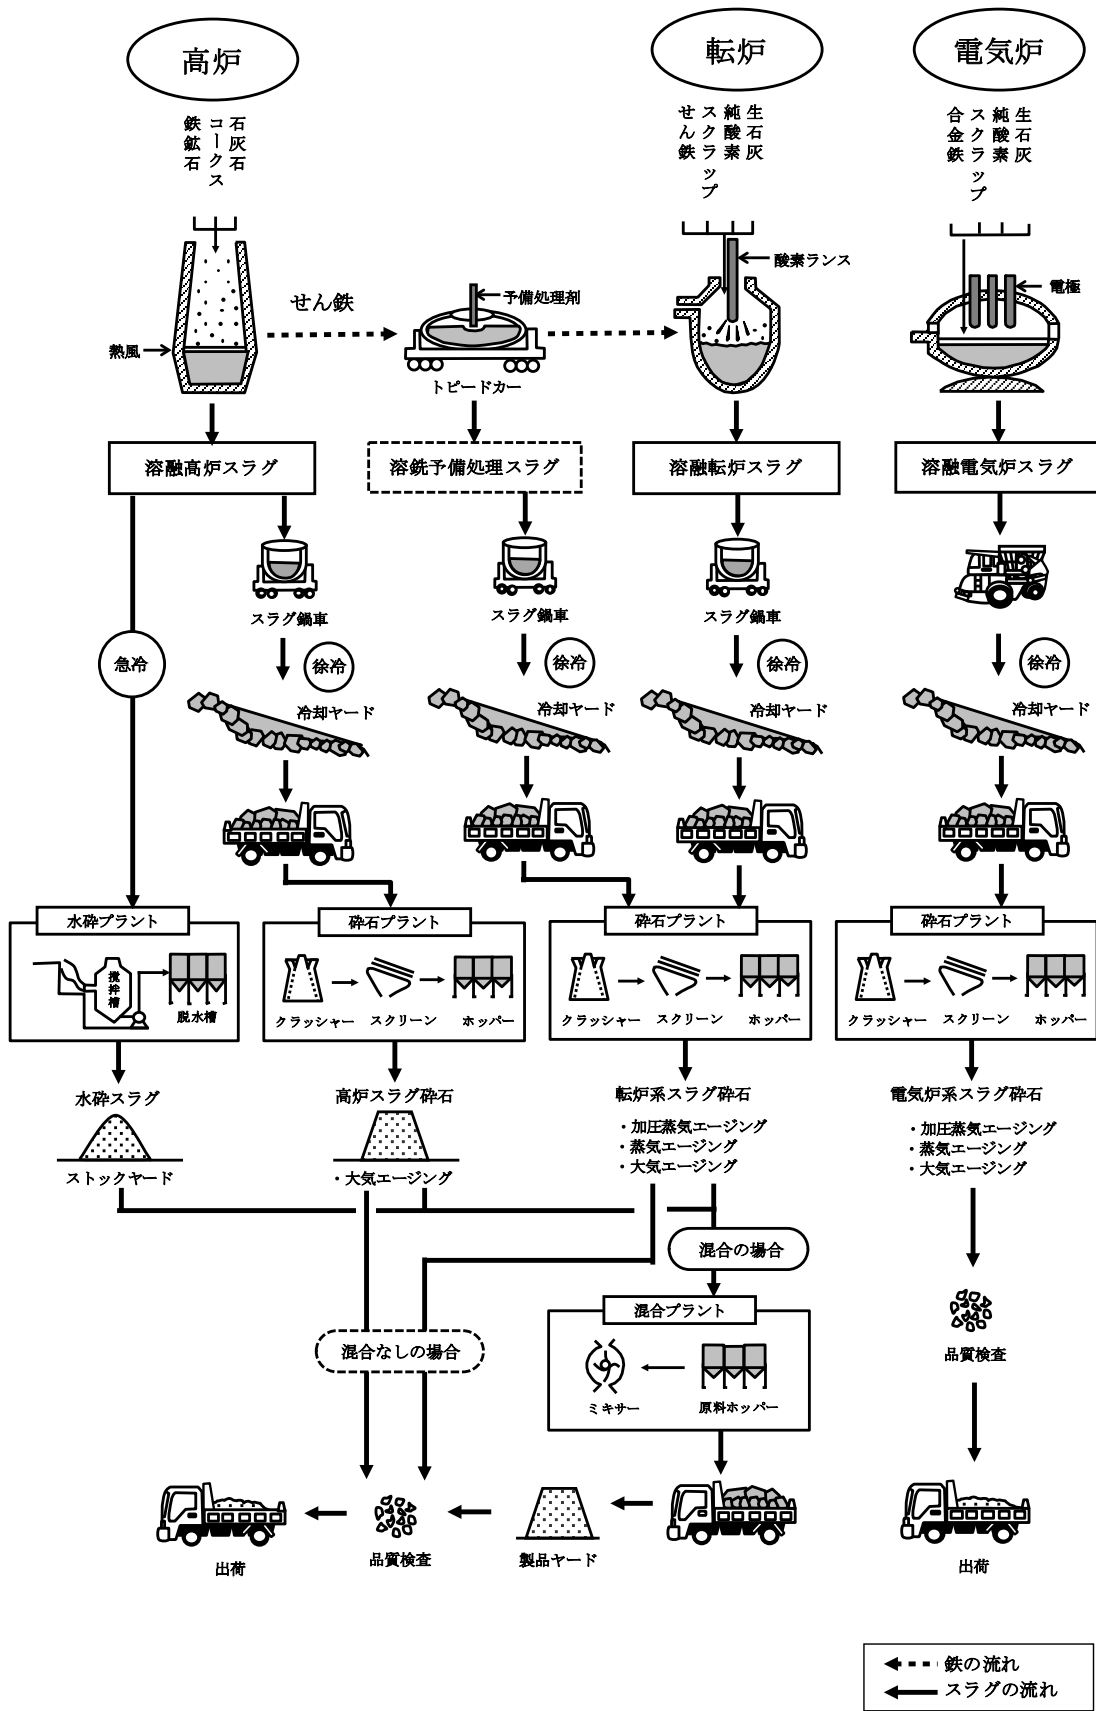 高炉
転炉
電気炉
鉄鉱石
コークス
石灰石
せん鉄
スクラップ
純酸素
生石灰
合金鉄
スクラップ
純酸素
生石灰
酸素ランス
電極
せん鉄
予備処理剤
熱風
トピードカー
溶融高炉スラグ
溶銑予備処理スラグ
溶融転炉スラグ
溶融電気炉スラグ
スラグ鍋車
スラグ鍋車
スラグ鍋車
急冷
徐冷
徐冷
徐冷
徐冷
冷却ヤード
冷却ヤード
冷却ヤード
冷却ヤード
水砕プラント
砕石プラント
砕石プラント
砕石プラント
攪拌槽
脱水槽
クラッシャー
スクリーン
ホッパー
クラッシャー
スクリーン
ホッパー
クラッシャー
スクリーン
ホッパー
水砕スラグ
高炉スラグ砕石
転炉系スラグ砕石
電気炉系スラグ砕石
ストックヤード
・大気エージング
・加圧蒸気エージング
・蒸気エージング
・大気エージング
・加圧蒸気エージング
・蒸気エージング
・大気エージング
混合の場合
混合プラント
混合なしの場合
ミキサー
原料ホッパー
品質検査
出荷
品質検査
製品ヤード
出荷
鉄の流れ
スラグの流れ